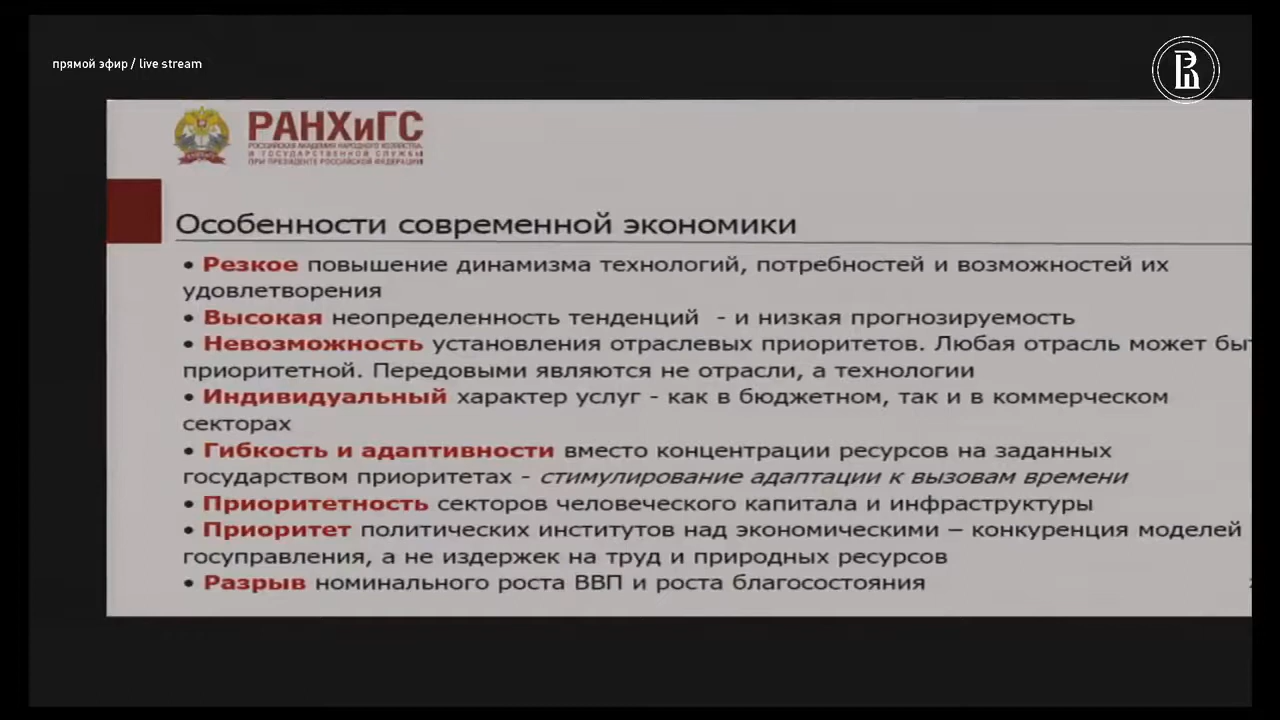 прямой эфир / live stream
РАНХиГС
РОССИЙСКАЯ АКАДЕМИЯ НАРОДНОГО ХОЗЯЙСТВА
И ГОСУДАРСТВЕННОЙ СЛУЖБЫ
ПРИ ПРЕЗИДЕНТЕ РОССИЙСКОЙ ФЕДЕРАЦИИ
Особенности современной экономики
• Резкое повышение динамизма технологий, потребностей и возможностей их
удовлетворения
• Высокая неопределенность тенденций - и низкая прогнозируемость
• Невозможность установления отраслевых приоритетов. Любая отрасль может быт
приоритетной. Передовыми являются не отрасли, а технологии
• Индивидуальный характер услуг - как в бюджетном, так и в коммерческом
секторах
• Гибкость и адаптивности вместо концентрации ресурсов на заданных
государством приоритетах - стимулирование адаптации к вызовам времени
• Приоритетность секторов человеческого капитала и инфраструктуры
• Приоритет политических институтов над экономическими – конкуренция моделей
госуправления, а не издержек на труд и природных ресурсов
• Разрыв номинального роста ВВП и роста благосостояния